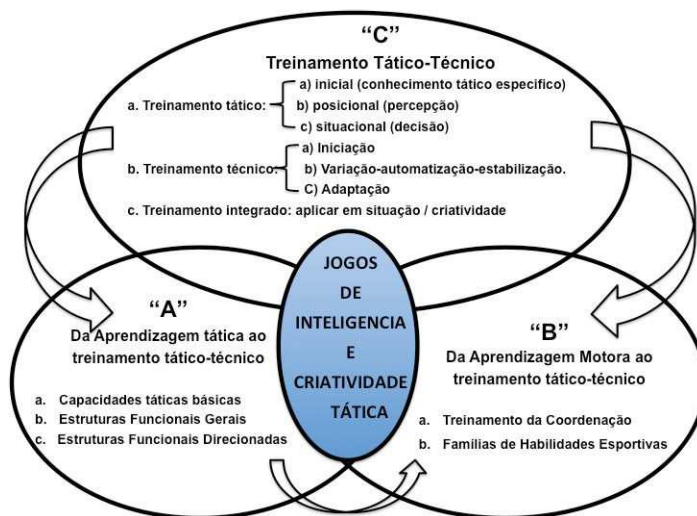 “C”
Treinamento Tático-Técnico
a) inicial (conhecimento tático especifico)
a. Treinamento tático: b) posicional (percepção)
c) situacional (decisão)
a) Iniciação
b. Treinamento técnico: b) Variação-automatização-estabilização.
C) Adaptação
c. Treinamento integrado: aplicar em situação / criatividade
JOGOS
DE
INTELIGENCIA
E
CRIATIVIDADE
TÁTICA
“A”
Da Aprendizagem tática ao
treinamento tático-técnico
a. Capacidades táticas básicas
b. Estruturas Funcionais Gerais
c. Estruturas Funcionais Direcionadas
“B”
Da Aprendizagem Motora ao
treinamento tático-técnico
a. Treinamento da Coordenação
b. Famílias de Habilidades Esportivas